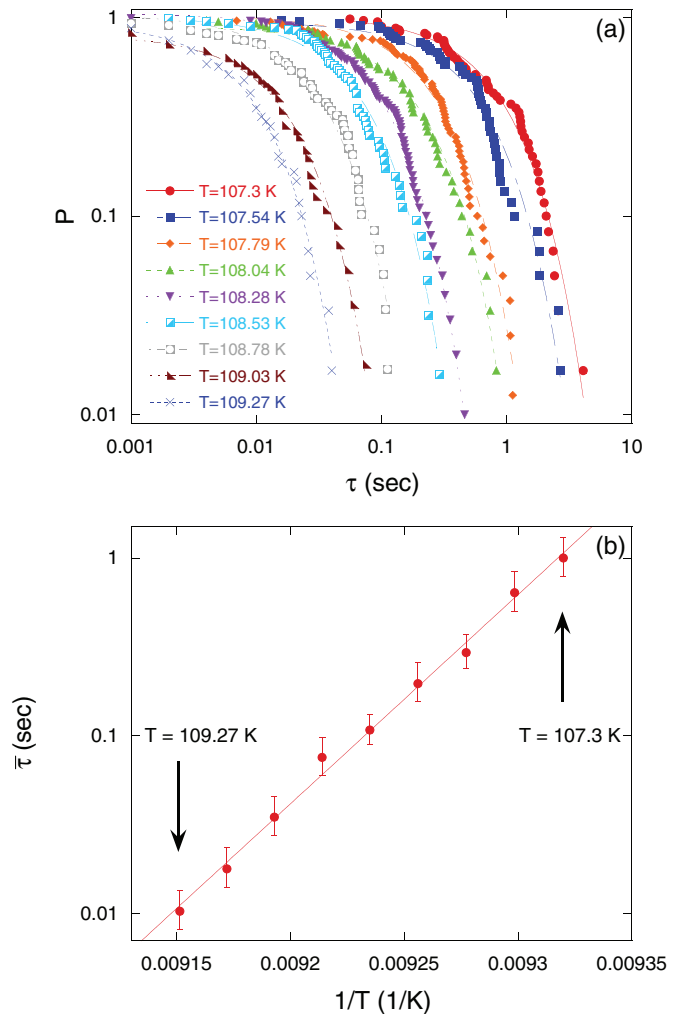 (a)
1
0.1
0.01
P
T=107.3 K
T=107.54 K
T=107.79 K
T=108.04 K
T=108.28 K
T=108.53 K
T=108.78 K
T=109.03 K
T=109.27 K
0.001 0.01 0.1 1 10
τ (sec)
(b)
1
0.1
0.01
τ̅ (sec)
T = 109.27 K T = 107.3 K
0.00915 0.0092 0.00925 0.0093 0.00935
1/T (1/K)